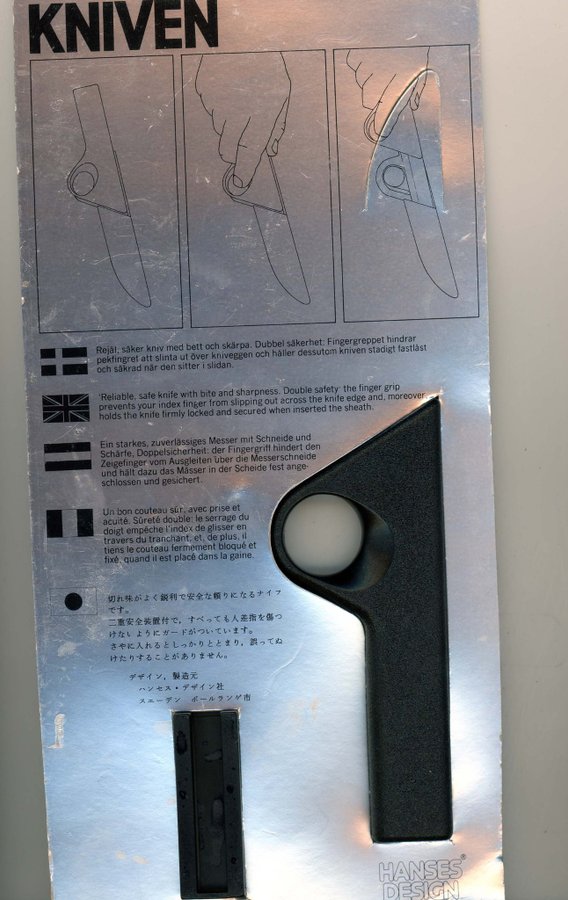 KNIVEN
Rejäl, säker kniv med bett och skärpa. Dubbel säkerhet: Fingergreppet hindrar
pekfingret att slinta ut över kniveggen och håller dessutom kniven stadigt fastlåst
och säkrad när den sitter i slidan.
'Reliable, safe knife with bite and sharpness. Double safety: the finger grip
prevents your index finger from slipping out across the knife edge and, moreover,
holds the knife firmly locked and secured when inserted the sheath.
Ein starkes, zuverlässiges Messer mit Schneide und
Schärfe. Doppelsicherheit: der Fingergriff hindert den
Zeigefinger vom Ausgleiten über die Messerschneide
und hält dazu das Mässer in der Scheide fest ange-
schlossen und gesichert.
Un bon couteau sûr, avec prise et
acuité. Sûreté double: le serrage du
doigt empêche l'index de glisser en
travers du tranchant, et, de plus, il
tiens le couteau fermement bloqué et
fixé, quand il est placé dans la gaine.
切れ味がよく鋭利で安全な頼りになるナイフ
です。
二重安全装置付で、すべっても人差指を傷つ
けないようにガードがついています。
さやに入れるとしっかりととまり、誤ってぬ
けたりすることがありません。
デザイン，製造元
ハンセス・デザイン社
スエーデン ボールランゲ市
HANSES®
DESIGN